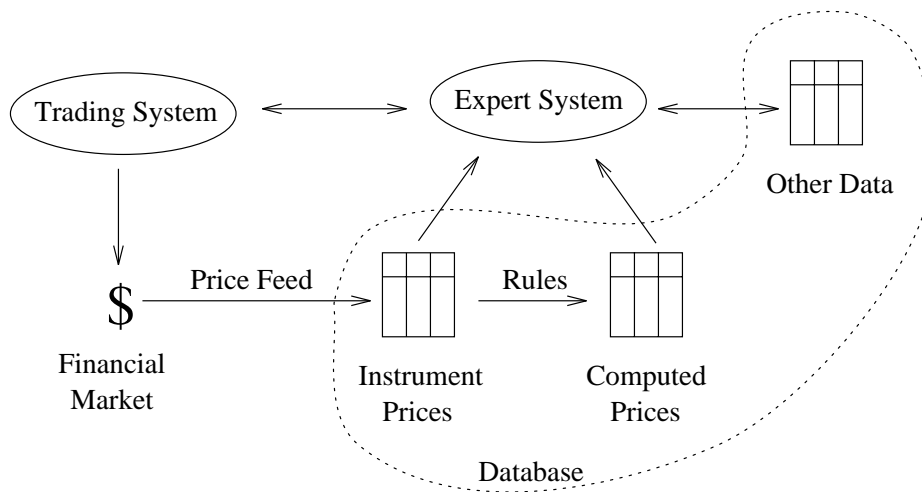 Trading System
Expert System
Other Data
Price Feed
Rules
$
Financial
Market
Instrument
Prices
Computed
Prices
Database